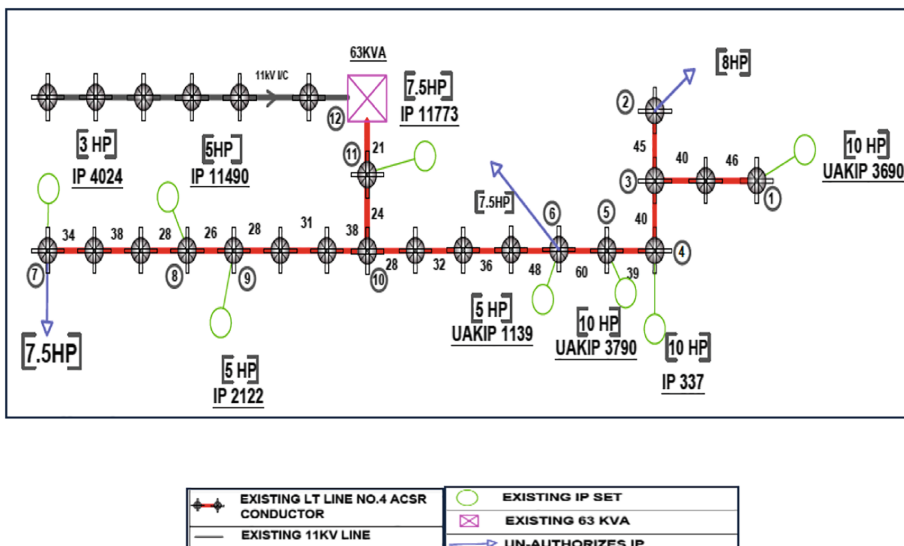 63KVA
11kV I/C
[7.5HP]
IP 11773
12
[3 HP]
IP 4024
[5HP]
IP 11490
11
21
24
[8HP]
2
45
40
46
[10 HP]
UAKIP 3690
3
1
40
[7.5HP]
6
5
34
38
28
26
28
31
38
28
32
36
48
60
39
4
7
8
9
10
[7.5HP]
[5 HP]
IP 2122
[5 HP]
UAKIP 1139
[10 HP]
UAKIP 3790
[10 HP]
IP 337
EXISTING LT LINE NO.4 ACSR
CONDUCTOR
EXISTING 11KV LINE
EXISTING IP SET
EXISTING 63 KVA
UN-AUTHORIZES IP